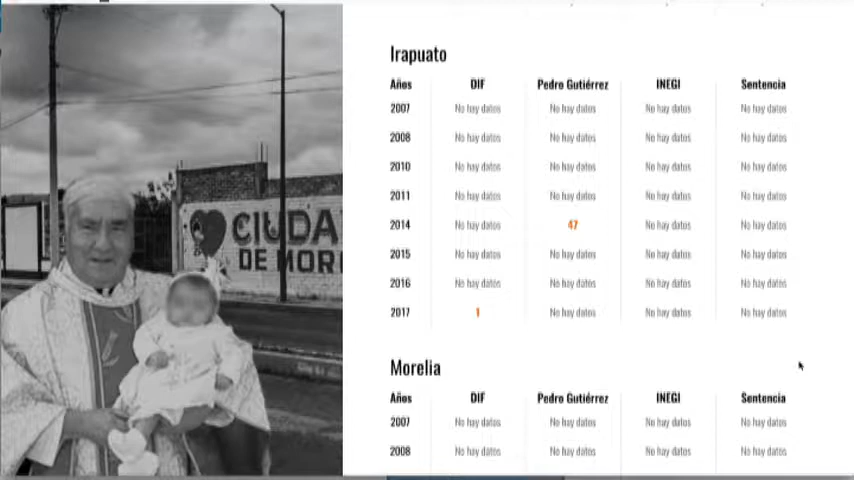 CIUDA
DE MOR
Irapuato
Años DIF Pedro Gutiérrez INEGI Sentencia
2007 No hay datos No hay datos No hay datos No hay datos
2008 No hay datos No hay datos No hay datos No hay datos
2010 No hay datos No hay datos No hay datos No hay datos
2011 No hay datos No hay datos No hay datos No hay datos
2014 No hay datos 47 No hay datos No hay datos
2015 No hay datos No hay datos No hay datos No hay datos
2016 No hay datos No hay datos No hay datos No hay datos
2017 1 No hay datos No hay datos No hay datos
Morelia
Años DIF Pedro Gutiérrez INEGI Sentencia
2007 No hay datos No hay datos No hay datos No hay datos
2008 No hay datos No hay datos No hay datos No hay datos